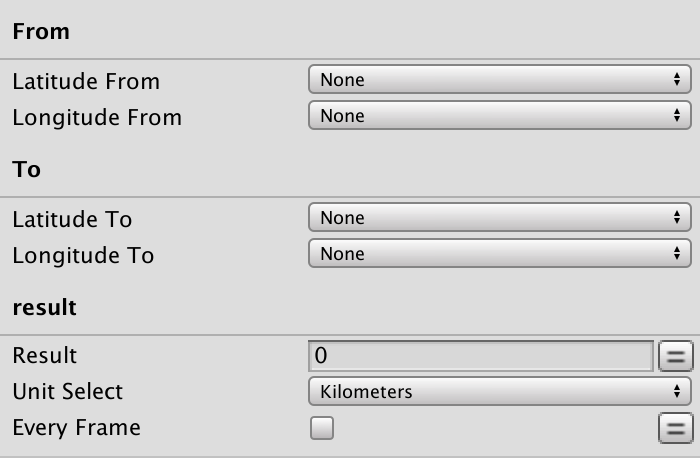 From
Latitude From None
Longitude From None
To
Latitude To None
Longitude To None
result
Result 0
Unit Select Kilometers
Every Frame